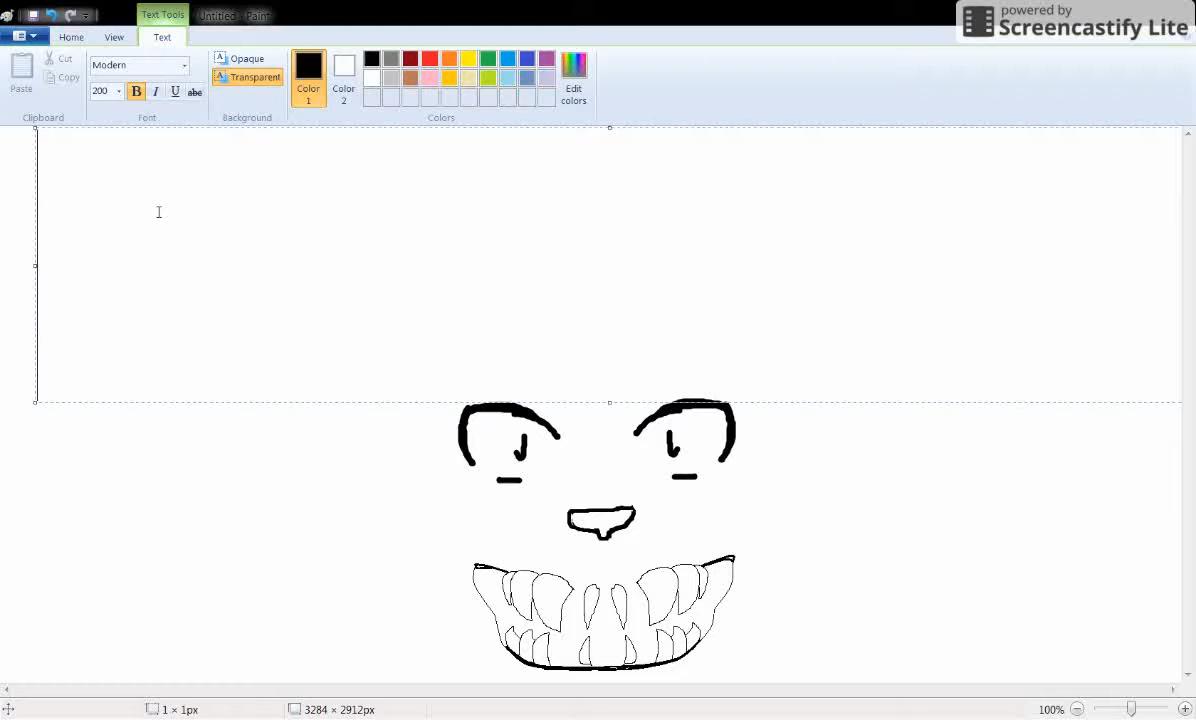 Text Tools
Untitled - Paint
powered by
Screencastify Lite
Home
View
Text
Paste
Cut
Copy
Clipboard
Modern
200
B
I
U
abc
Font
A
Opaque
A
Transparent
Background
Color
1
Color
2
Edit
colors
Colors
1 × 1px
3284 × 2912px
100%